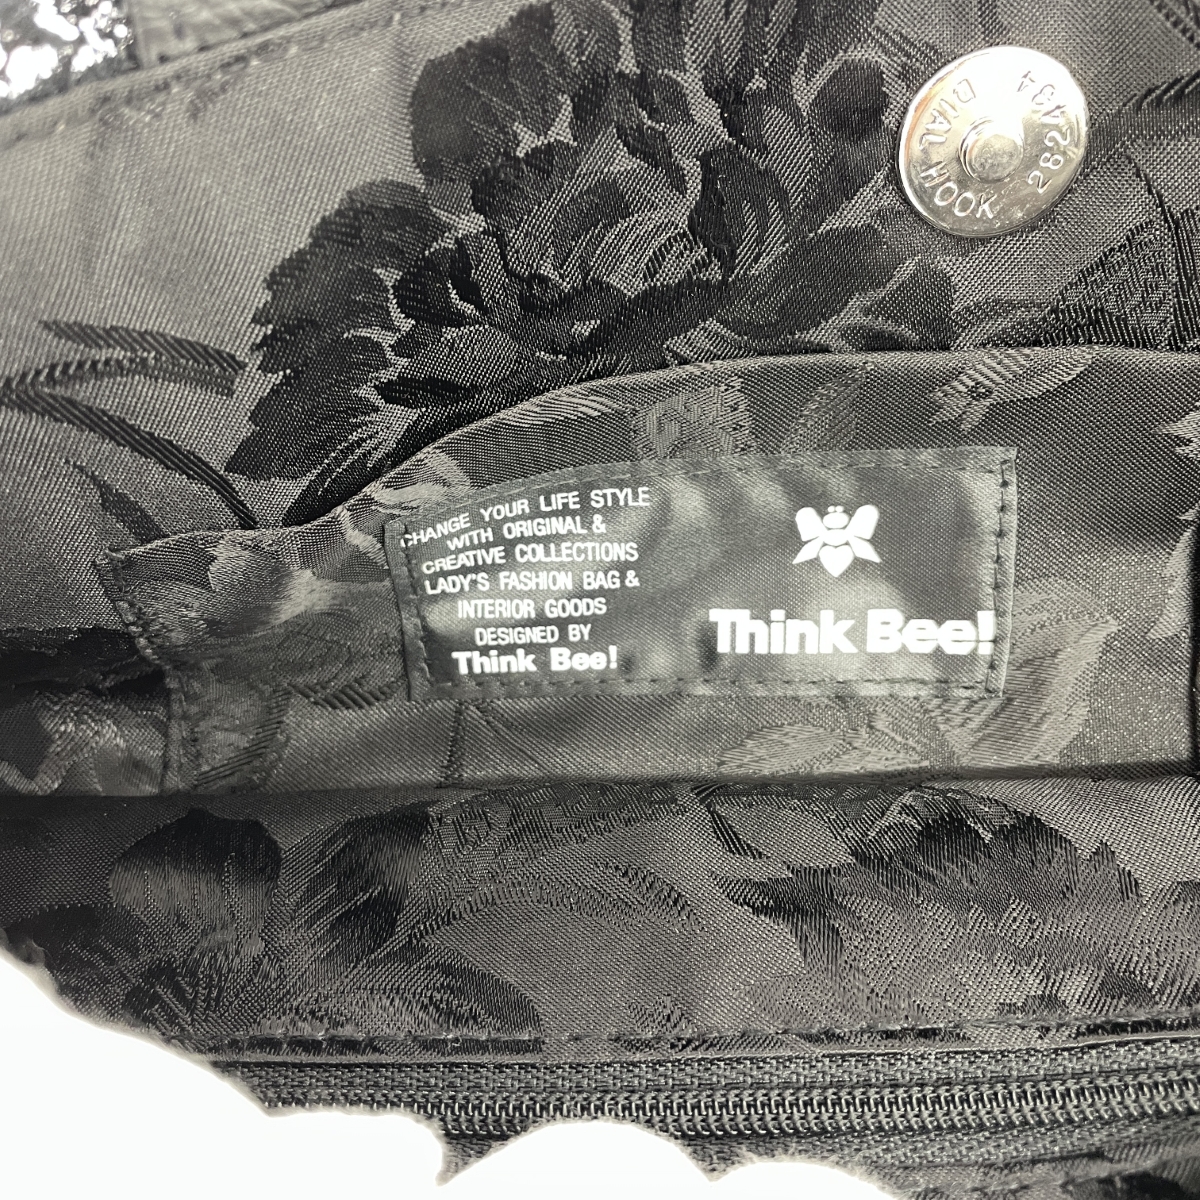 DIAL HOOK 282434
CHANGE YOUR LIFE STYLE
WITH ORIGINAL &
CREATIVE COLLECTIONS
LADY'S FASHION BAG &
INTERIOR GOODS
DESIGNED BY
Think Bee!
Think Bee!